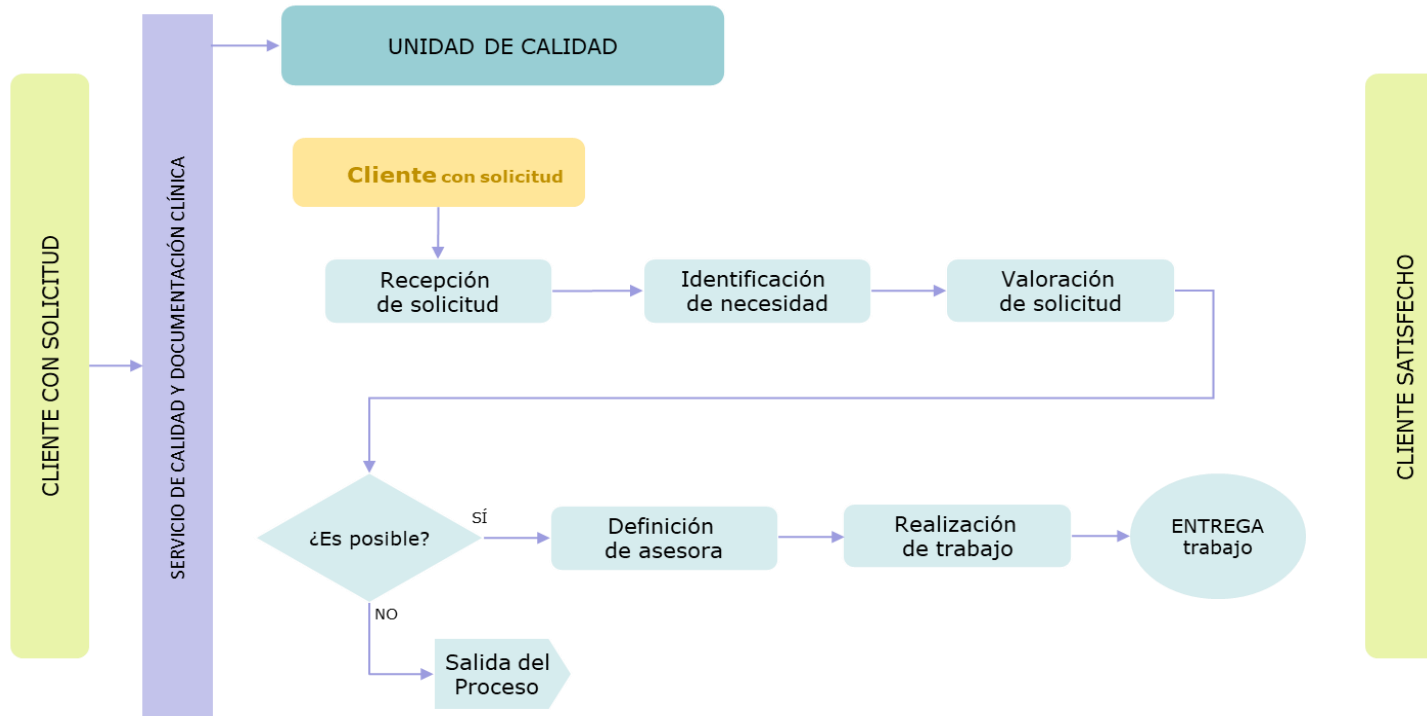 CLIENTE CON SOLICITUD
SERVICIO DE CALIDAD Y DOCUMENTACIÓN CLÍNICA
UNIDAD DE CALIDAD
Cliente con solicitud
Recepción
de solicitud
Identificación
de necesidad
Valoración
de solicitud
¿Es posible?
SÍ
Definición
de asesora
Realización
de trabajo
ENTREGA
trabajo
NO
Salida del
Proceso
CLIENTE SATISFECHO